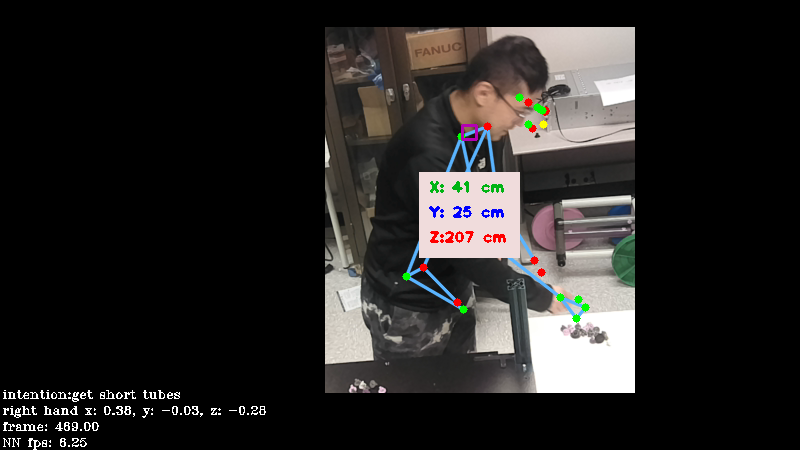 FANUC
X: 41 cm
Y: 25 cm
Z:207 cm
intention:get short tubes
right hand x: 0.38, y: -0.03, z: -0.28
frame: 469.00
NN fps: 6.25